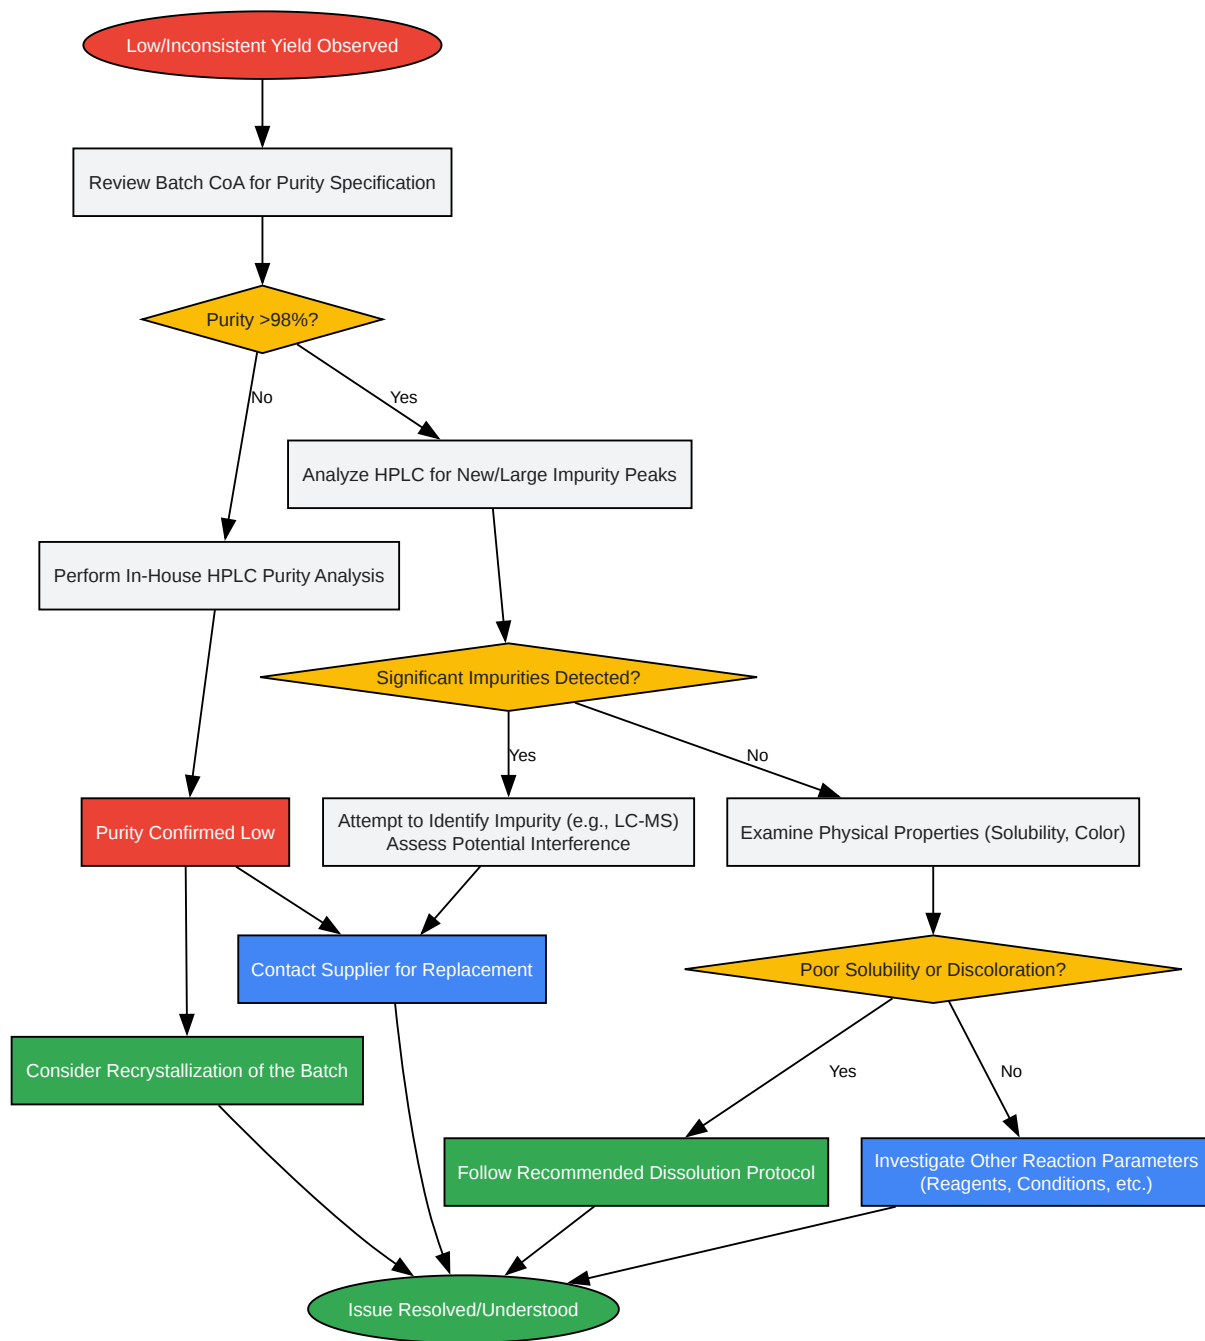 Low/Inconsistent Yield Observed
Review Batch CoA for Purity Specification
Purity >98%?
No
Yes
Analyze HPLC for New/Large Impurity Peaks
Perform In-House HPLC Purity Analysis
Significant Impurities Detected?
Yes
No
Purity Confirmed Low
Attempt to Identify Impurity (e.g., LC-MS)
Assess Potential Interference
Examine Physical Properties (Solubility, Color)
Contact Supplier for Replacement
Poor Solubility or Discoloration?
Consider Recrystallization of the Batch
Yes
No
Follow Recommended Dissolution Protocol
Investigate Other Reaction Parameters
(Reagents, Conditions, etc.)
Issue Resolved/Understood